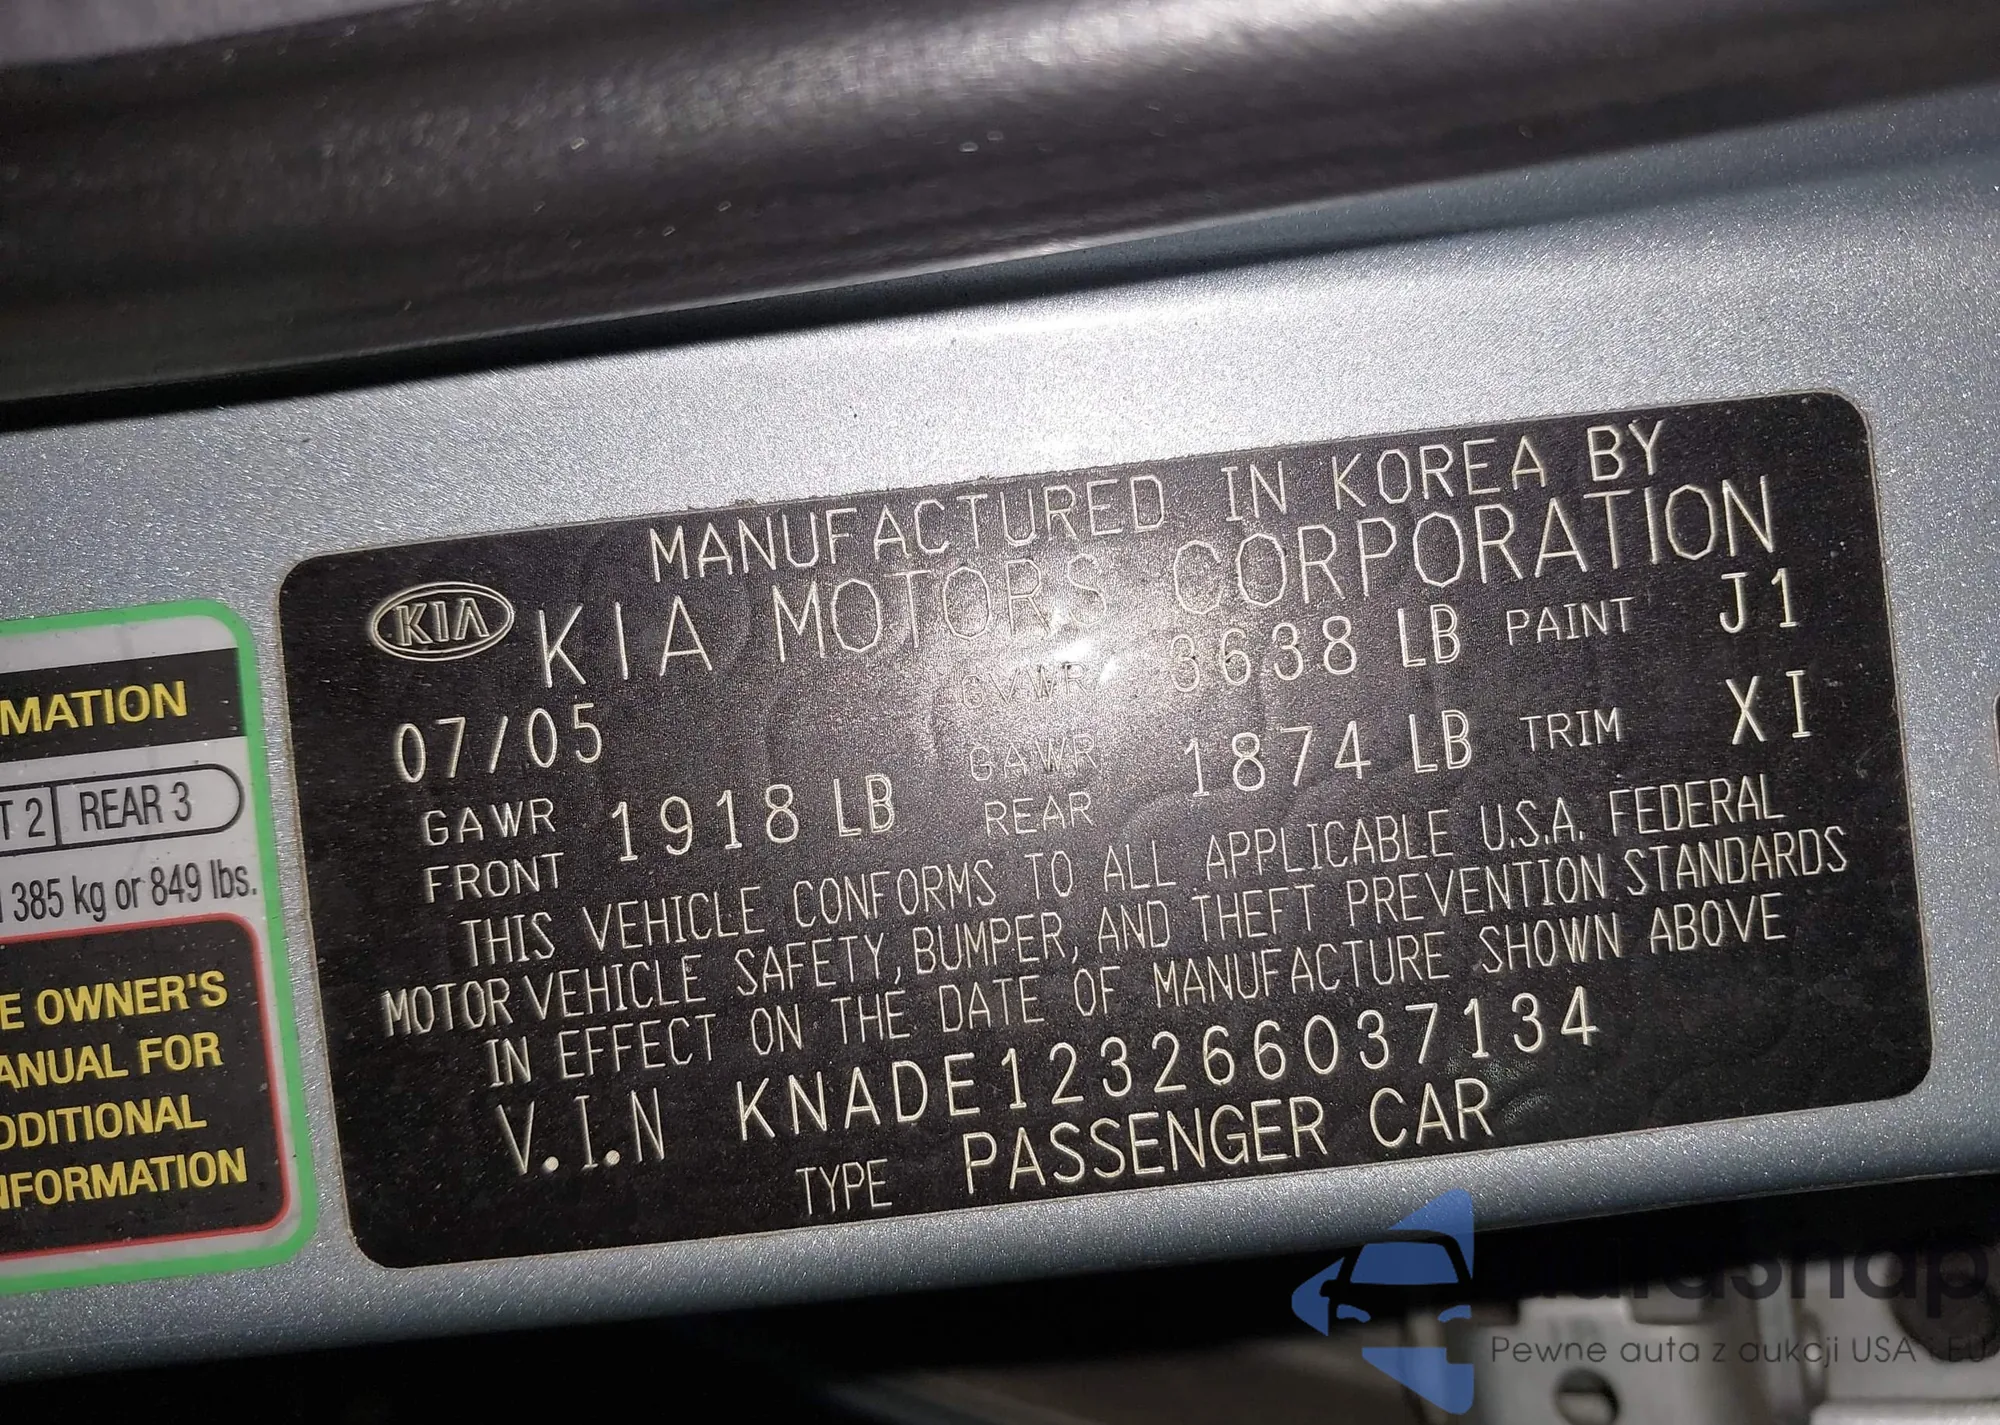 MATION
T 2 REAR 3
385 kg or 849 lbs.
E OWNER'S
ANUAL FOR
DDITIONAL
NFORMATION
MANUFACTURED IN KOREA BY
KIA KIA MOTORS CORPORATION
07/05 GVWR 3638 LB PAINT J1
GAWR FRONT 1918 LB GAWR REAR 1874 LB TRIM XI
THIS VEHICLE CONFORMS TO ALL APPLICABLE U.S.A. FEDERAL
MOTOR VEHICLE SAFETY, BUMPER, AND THEFT PREVENTION STANDARDS
IN EFFECT ON THE DATE OF MANUFACTURE SHOWN ABOVE
V.I.N KNADE123266037134
TYPE PASSENGER CAR
Pewne auta z aukcji USA i EU